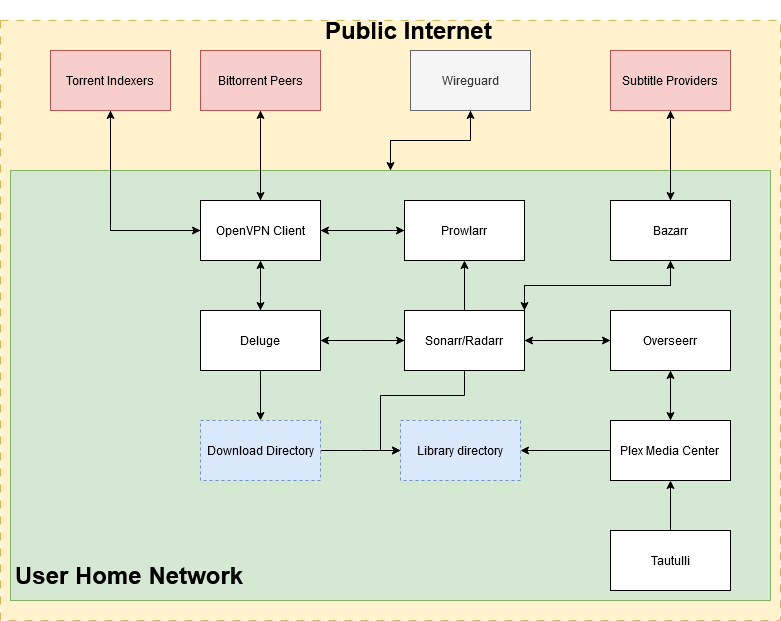 Public Internet
Torrent Indexers
Bittorrent Peers
Wireguard
Subtitle Providers
OpenVPN Client
Prowlarr
Bazarr
Deluge
Sonarr/Radarr
Overseerr
Download Directory
Library directory
Plex Media Center
Tautulli
User Home Network